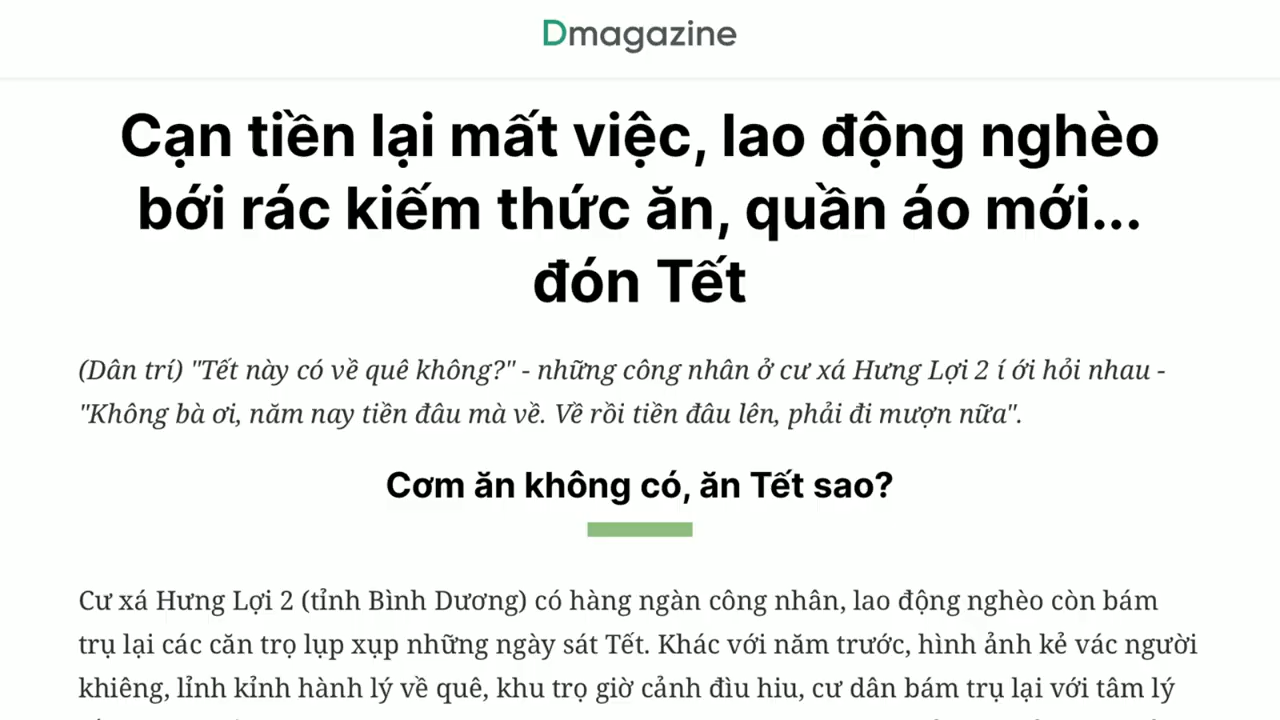 Dmagazine
Cạn tiền lại mất việc, lao động nghèo
bới rác kiếm thức ăn, quần áo mới...
đón Tết
(Dân trí) "Tết này có về quê không?" - những công nhân ở cư xá Hưng Lợi 2 í ới hỏi nhau -
"Không bà ơi, năm nay tiền đâu mà về. Về rồi tiền đâu lên, phải đi mượn nữa".
Cơm ăn không có, ăn Tết sao?
Cư xá Hưng Lợi 2 (tỉnh Bình Dương) có hàng ngàn công nhân, lao động nghèo còn bám
trụ lại các căn trọ lụp xụp những ngày sát Tết. Khác với năm trước, hình ảnh kẻ vác người
khiêng, lỉnh kỉnh hành lý về quê, khu trọ giờ cảnh đìu hiu, cư dân bám trụ lại với tâm lý